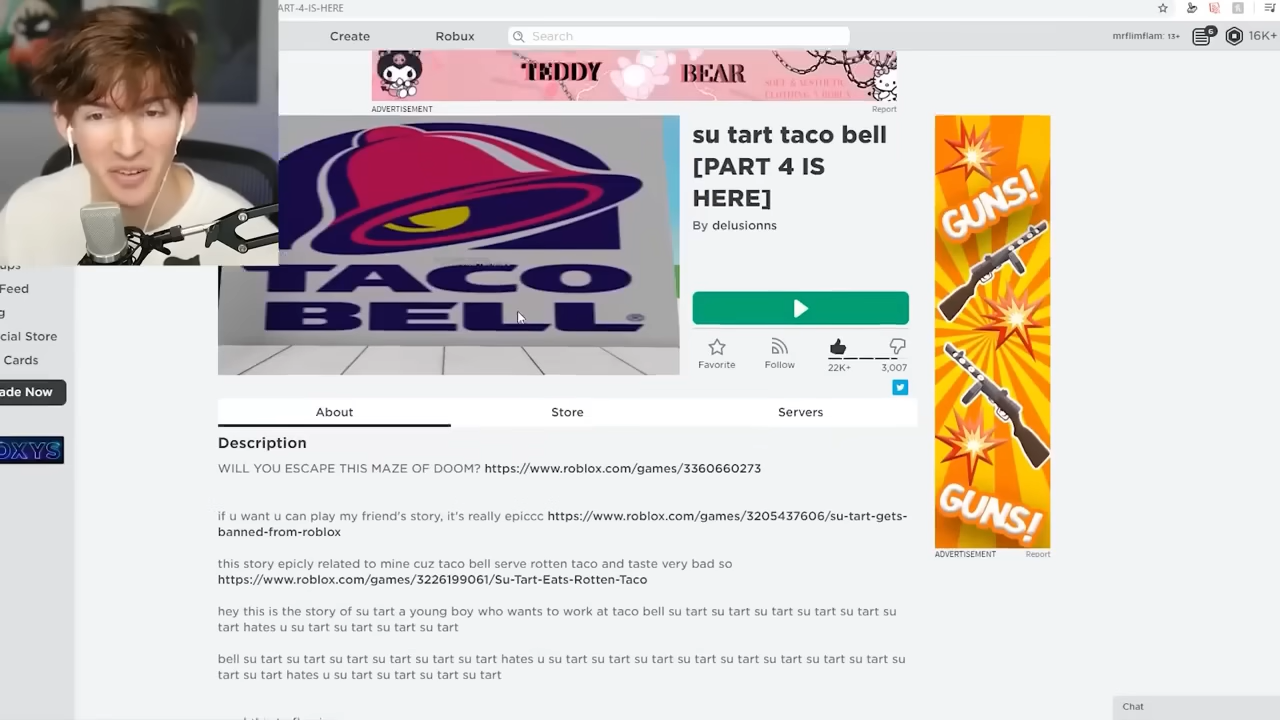 ART-4-IS-HERE
Create
Robux
Search
mrflimflam: 13+
6
16K+
TEDDY BEAR
ADVERTISEMENT
Report
TACO
BELL®
su tart taco bell
[PART 4 IS
HERE]
By delusionns
Favorite
Follow
22K+
3,007
GUNS!
GUNS!
ADVERTISEMENT
Report
ups
Feed
g
cial Store
Cards
ade Now
OXYS
About
Store
Servers
Description
WILL YOU ESCAPE THIS MAZE OF DOOM? https://www.roblox.com/games/3360660273
if u want u can play my friend's story, it's really epiccc https://www.roblox.com/games/3205437606/su-tart-gets-
banned-from-roblox
this story epicly related to mine cuz taco bell serve rotten taco and taste very bad so
https://www.roblox.com/games/3226199061/Su-Tart-Eats-Rotten-Taco
hey this is the story of su tart a young boy who wants to work at taco bell su tart su tart su tart su tart su tart su
tart hates u su tart su tart su tart su tart
bell su tart su tart su tart su tart su tart su tart hates u su tart su tart su tart su tart su tart su tart su tart su
tart su tart hates u su tart su tart su tart su tart
Chat